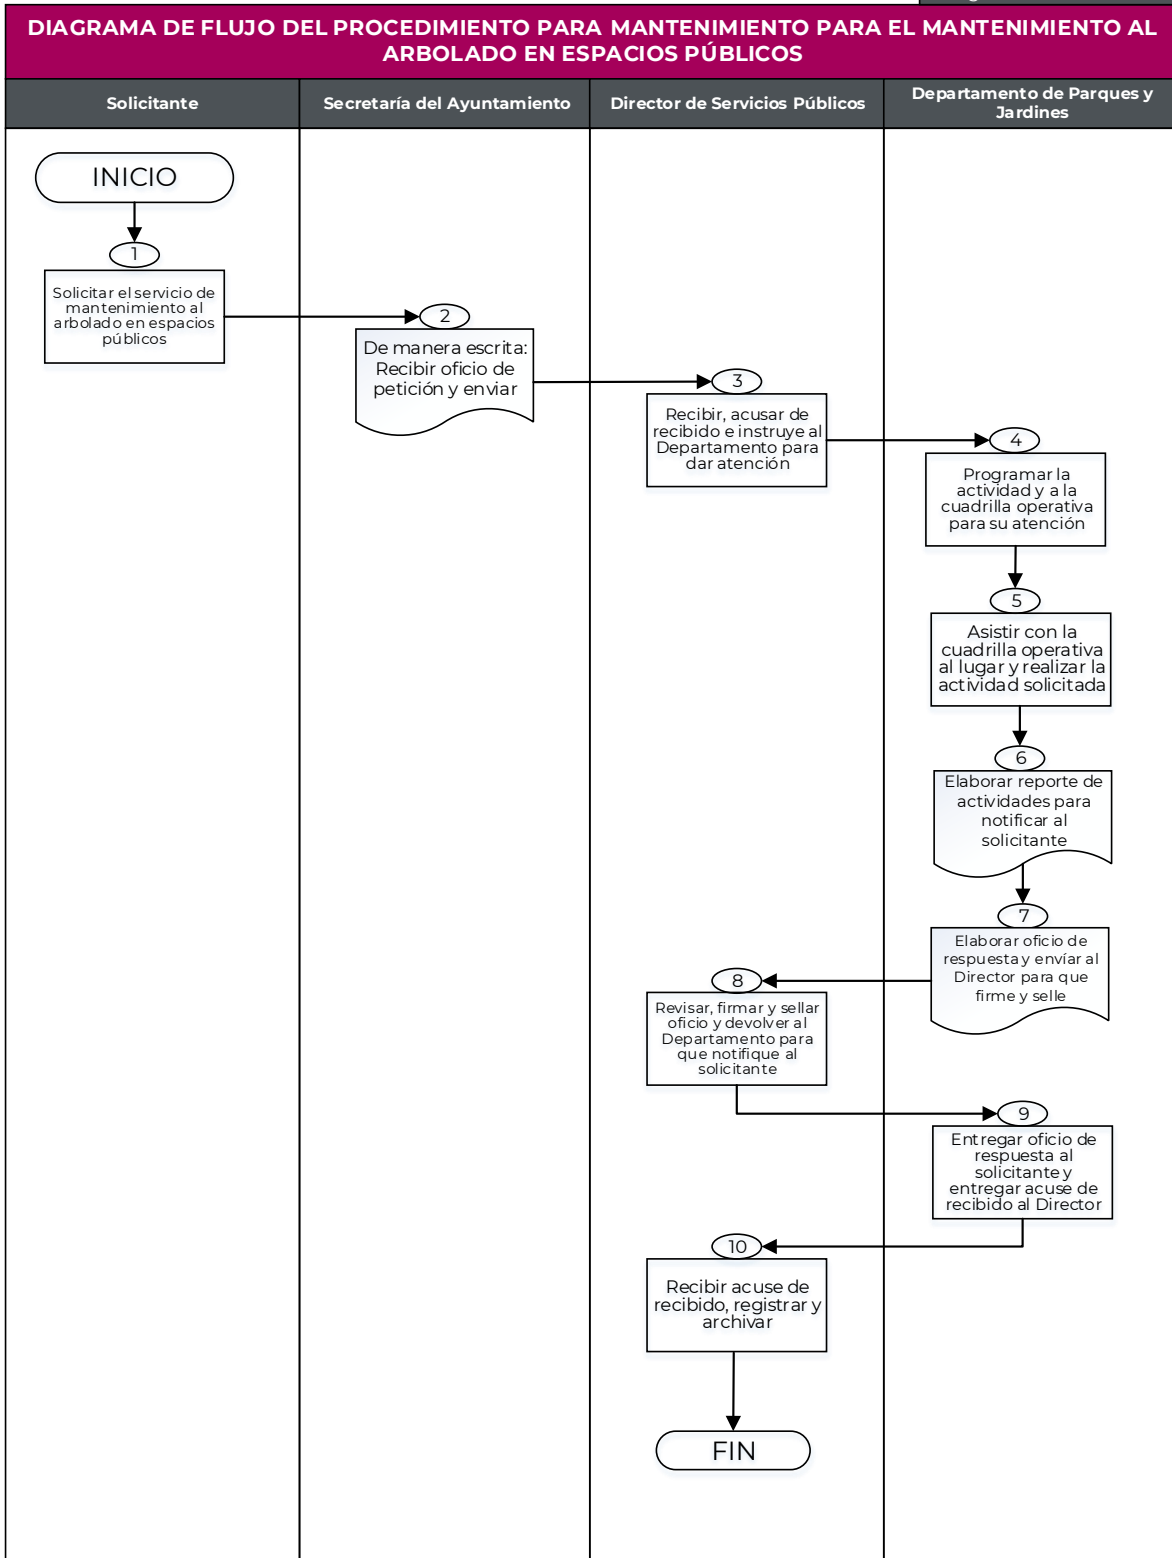 DIAGRAMA DE FLUJO DEL PROCEDIMIENTO PARA MANTENIMIENTO PARA EL MANTENIMIENTO AL
ARBOLADO EN ESPACIOS PÚBLICOS
Solicitante
Secretaría del Ayuntamiento
Director de Servicios Públicos
Departamento de Parques y
Jardines
INICIO
1
Solicitar el servicio de
mantenimiento al
arbolado en espacios
públicos
2
De manera escrita:
Recibir oficio de
petición y enviar
3
Recibir, acusar de
recibido e instruye al
Departamento para
dar atención
4
Programar la
actividad y a la
cuadrilla operativa
para su atención
5
Asistir con la
cuadrilla operativa
al lugar y realizar la
actividad solicitada
6
Elaborar reporte de
actividades para
notificar al
solicitante
7
Elaborar oficio de
respuesta y envíar al
Director para que
firme y selle
8
Revisar, firmar y sellar
oficio y devolver al
Departamento para
que notifique al
solicitante
9
Entregar oficio de
respuesta al
solicitante y
entregar acuse de
recibido al Director
10
Recibir acuse de
recibido, registrar y
archivar
FIN